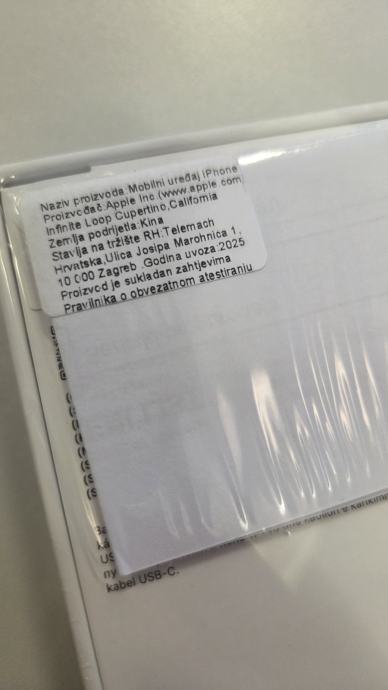 Naziv proizvoda:Mobilni uređaj iPhone
Proizvođač:Apple Inc.(www.apple.com
Infinite Loop Cupertino,California
Zemlja podrijetla:Kina
Stavlja na tržište RH:Telemach
Hrvatska,Ulica Josipa Marohnića 1,
10 000 Zagreb .Godina uvoza:2025
Proizvod je sukladan zahtjevima
Pravilnika o obveznatom atestiranju
kabel USB-C.